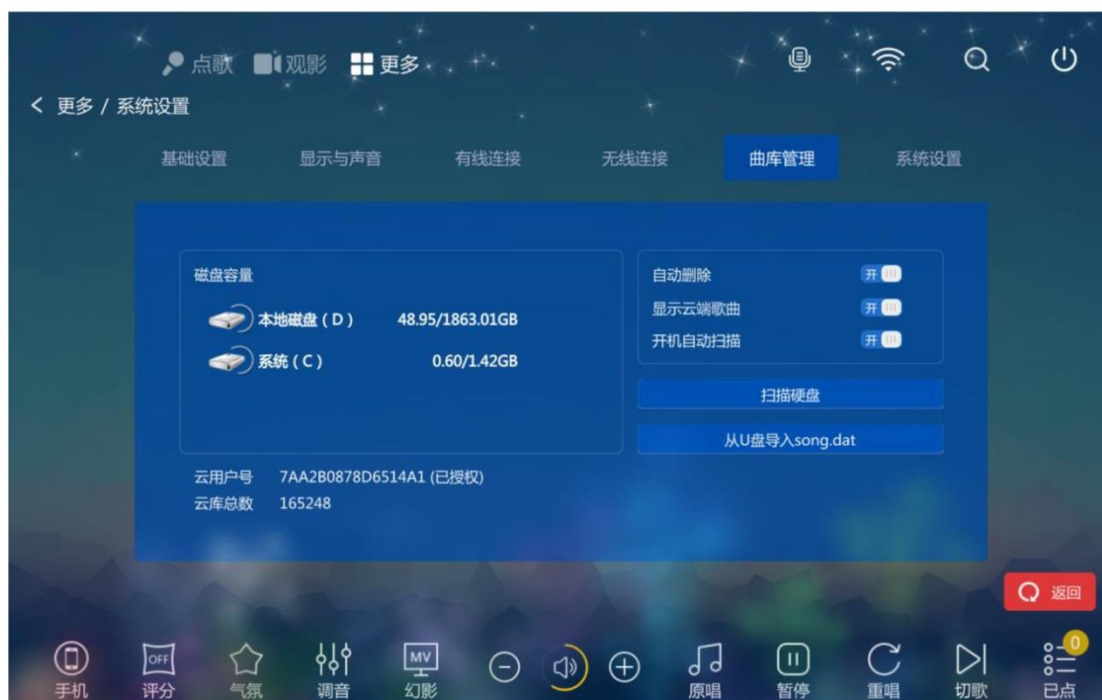 点歌 观影 更多
更多 / 系统设置
基础设置 显示与声音 有线连接 无线连接 曲库管理 系统设置
磁盘容量
本地磁盘（D） 48.95/1863.01GB
系统（C） 0.60/1.42GB
自动删除 开
显示云端歌曲 开
开机自动扫描 开
扫描硬盘
从U盘导入song.dat
云用户号 7AA2B0878D6514A1 (已授权)
云库总数 165248
返回
OFF MV 0
手机 评分 气氛 调音 幻影 原唱 暂停 重唱 切歌 已点